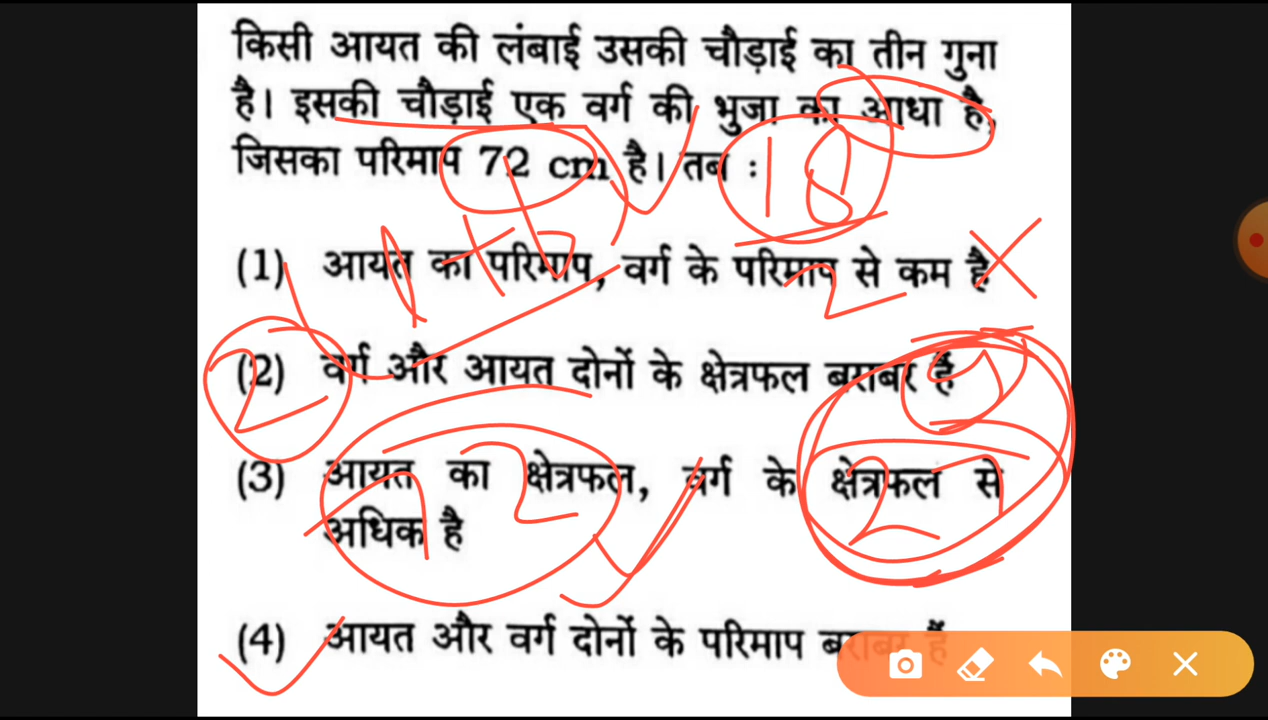 किसी आयत की लंबाई उसकी चौड़ाई का तीन गुना
है। इसकी चौड़ाई एक वर्ग की भुजा का आधा है,
जिसका परिमाप 72 cm है। तब :
18
(1) आयत का परिमाप, वर्ग के परिमाप से कम है
(2) वर्ग और आयत दोनों के क्षेत्रफल बराबर हैं
(3) आयत का क्षेत्रफल, वर्ग के क्षेत्रफल से
अधिक है
72
(4) आयत और वर्ग दोनों के परिमाप बराबर हैं